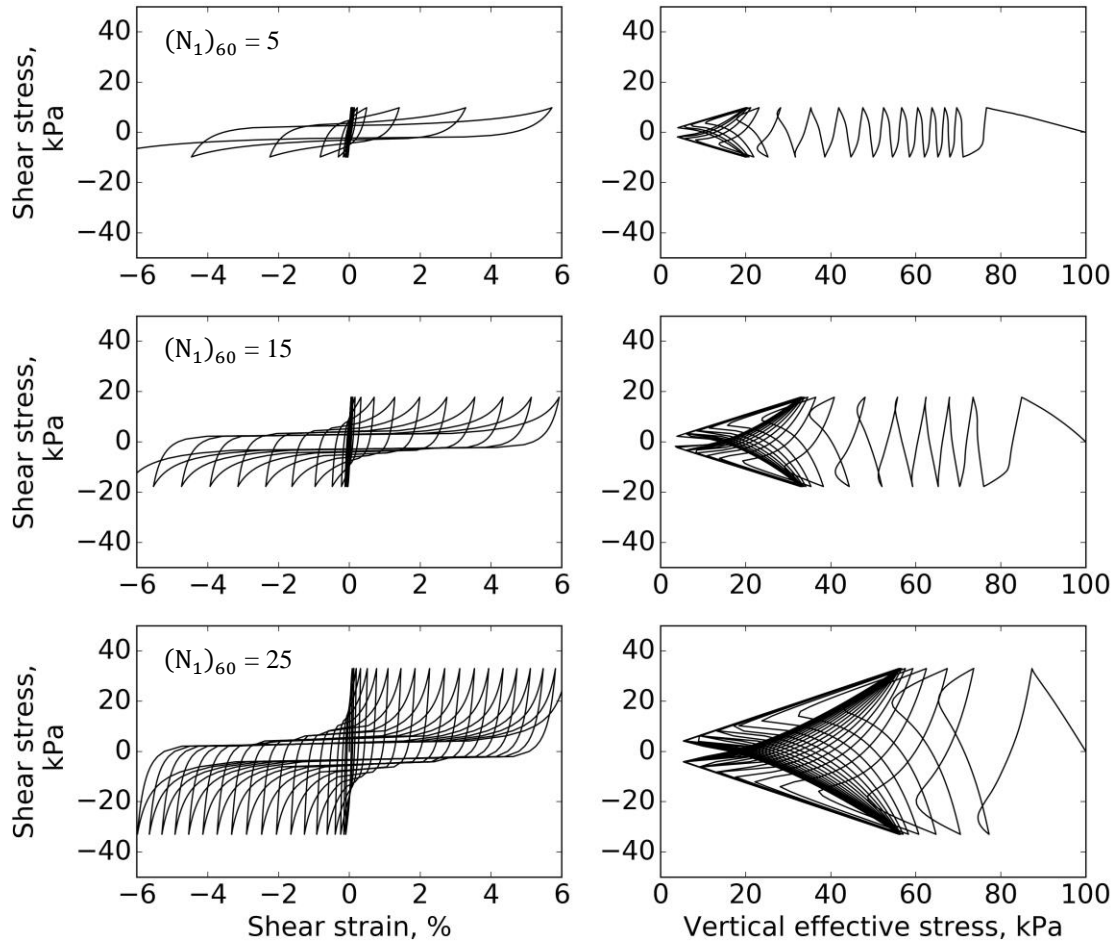 Shear stress,
kPa
40
20
0
−20
−40
(N₁)₆₀ = 5
−6 −4 −2 0 2 4 6
40
20
0
−20
−40
0 20 40 60 80 100
Shear stress,
kPa
40
20
0
−20
−40
(N₁)₆₀ = 15
−6 −4 −2 0 2 4 6
40
20
0
−20
−40
0 20 40 60 80 100
Shear stress,
kPa
40
20
0
−20
−40
(N₁)₆₀ = 25
−6 −4 −2 0 2 4 6
Shear strain, %
40
20
0
−20
−40
0 20 40 60 80 100
Vertical effective stress, kPa